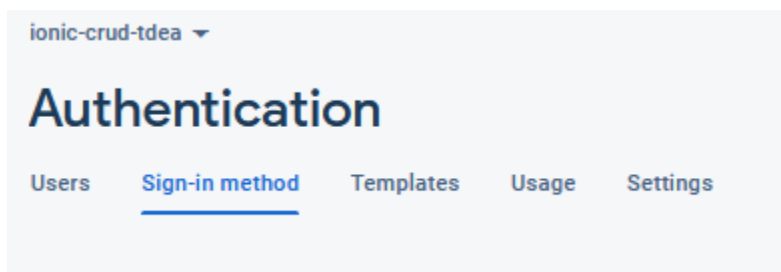 ionic-crud-tdea
Authentication
Users Sign-in method Templates Usage Settings